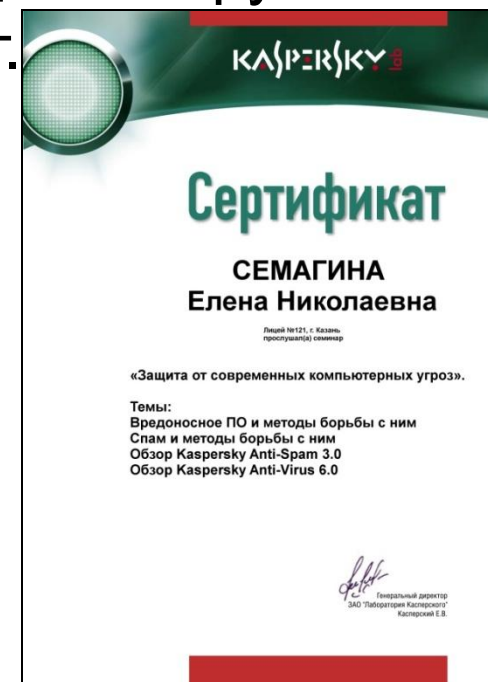 KASPERSKY lab
Сертификат
СЕМАГИНА
Елена Николаевна
Лицей №121, г. Казань
прослушал(а) семинар
«Защита от современных компьютерных угроз».
Темы:
Вредоносное ПО и методы борьбы с ним
Спам и методы борьбы с ним
Обзор Kaspersky Anti-Spam 3.0
Обзор Kaspersky Anti-Virus 6.0
Генеральный директор
ЗАО "Лаборатория Касперского"
Касперский Е.В.